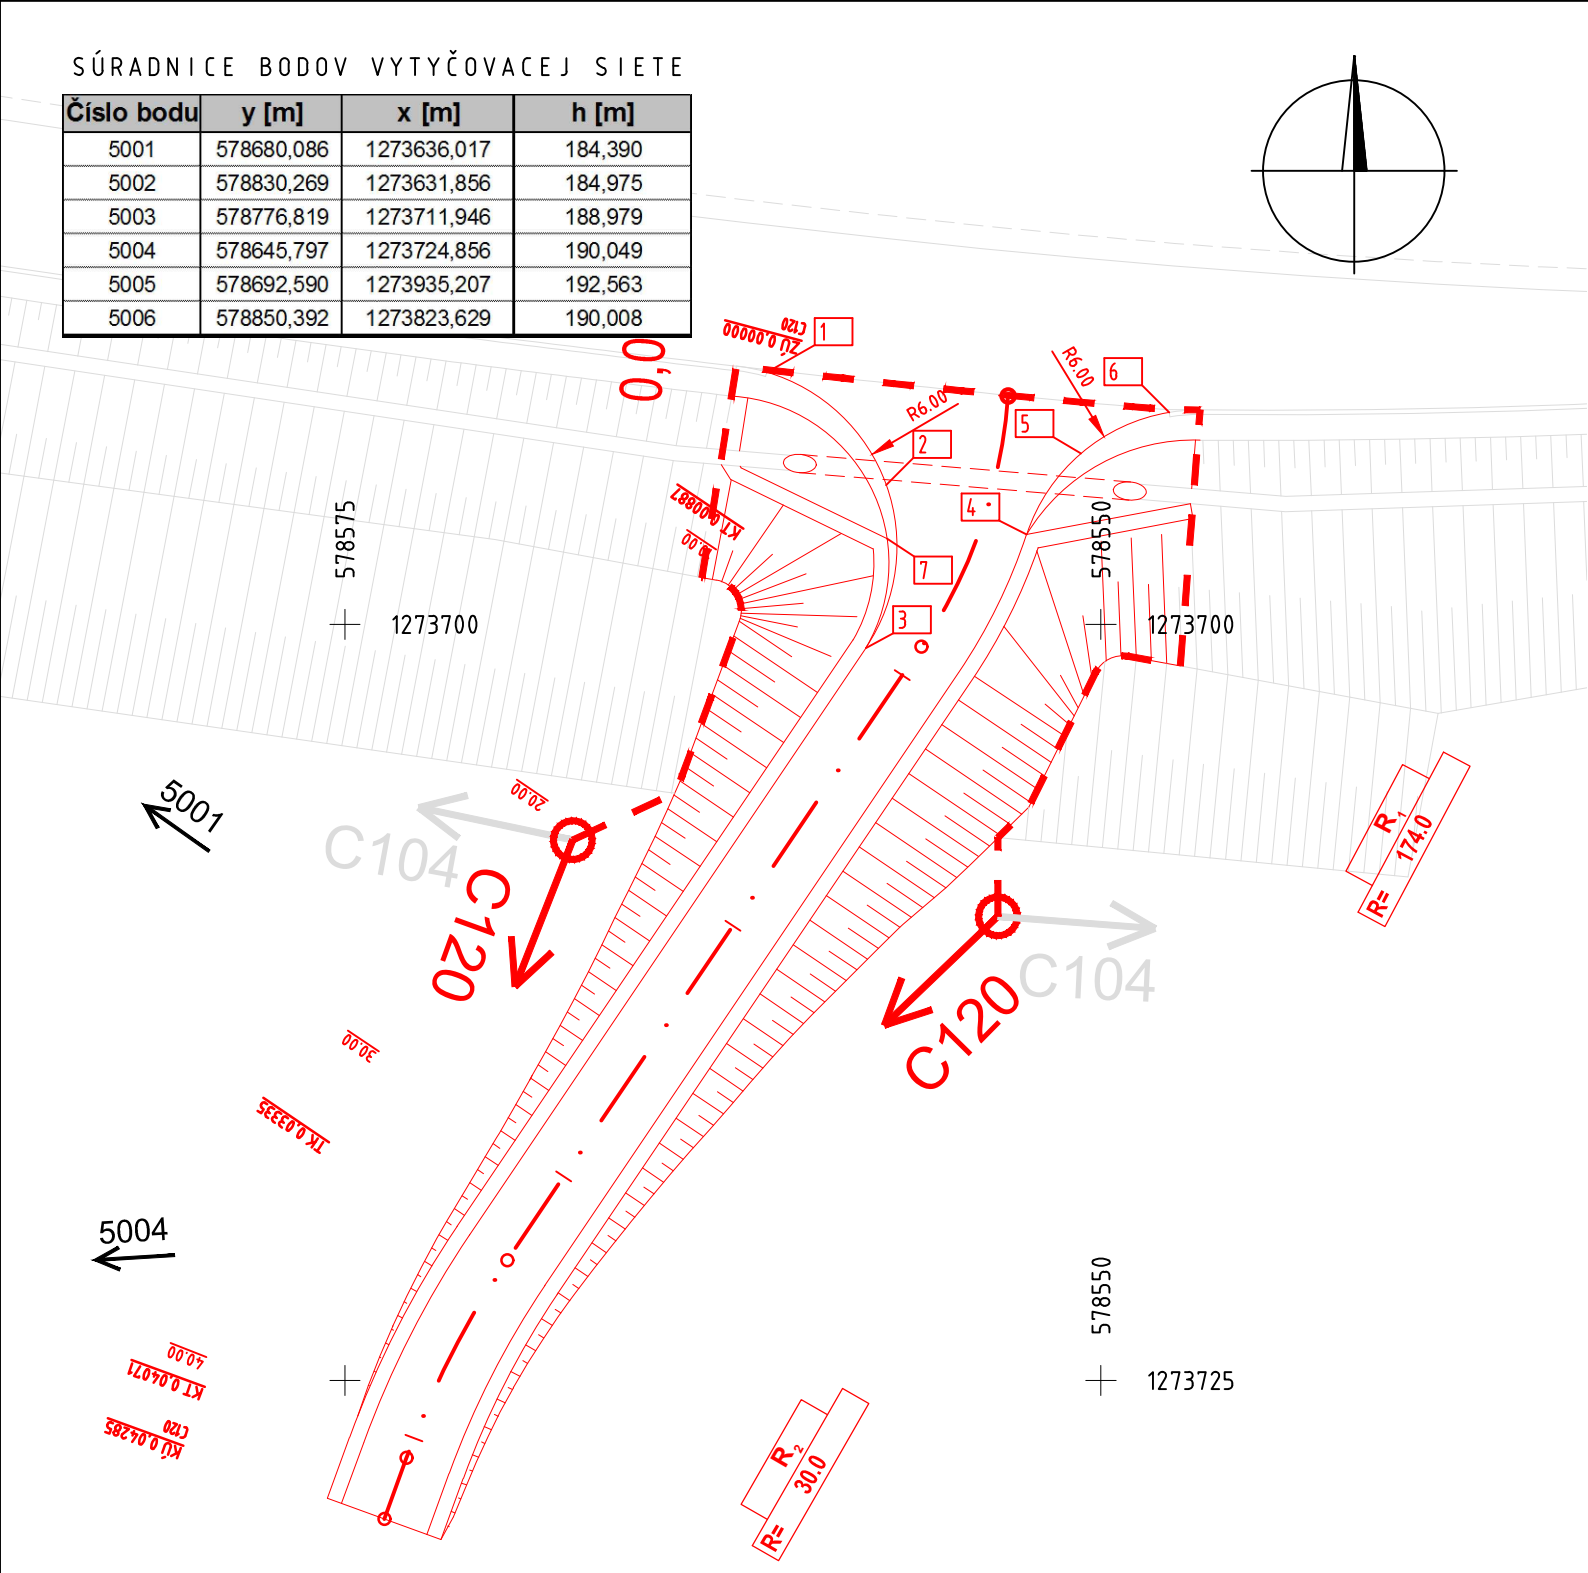 SÚRADNICE BODOV VYTYČOVACEJ SIETE
Číslo bodu y [m] x [m] h [m]
5001 578680,086 1273636,017 184,390
5002 578830,269 1273631,856 184,975
5003 578776,819 1273711,946 188,979
5004 578645,797 1273724,856 190,049
5005 578692,590 1273935,207 192,563
5006 578850,392 1273823,629 190,008
0,0
ZÚ 0.00000
C120
1
R6.00
6
R6.00
2
5
4
KT 0.00887
7
3
578575
578550
1273700
1273700
20.00
5001
C104
C120
C104
C120
R1
R= 174.0
30.00
TK 0.03335
5004
578550
1273725
40.00
KT 0.04071
C120
KÚ 0.04285
R2
R= 30.0